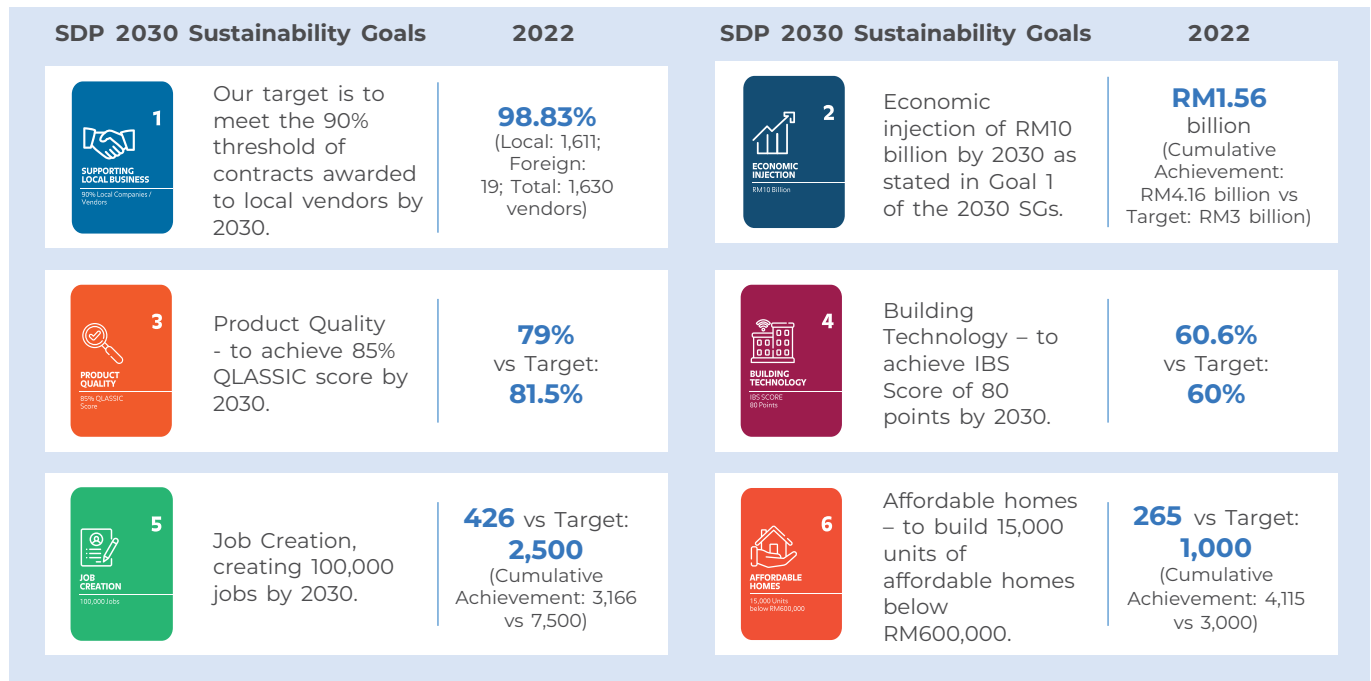 SDP 2030 Sustainability Goals
2022
SDP 2030 Sustainability Goals
2022
1
SUPPORTING
LOCAL BUSINESS
90% Local Companies /
Vendors
Our target is to
meet the 90%
threshold of
contracts awarded
to local vendors by
2030.
98.83%
(Local: 1,611;
Foreign:
19; Total: 1,630
vendors)
2
ECONOMIC
INJECTION
RM10 Billion
Economic
injection of RM10
billion by 2030 as
stated in Goal 1
of the 2030 SGs.
RM1.56
billion
(Cumulative
Achievement:
RM4.16 billion vs
Target: RM3 billion)
3
PRODUCT
QUALITY
85% QLASSIC
Score
Product Quality
- to achieve 85%
QLASSIC score by
2030.
79%
vs Target:
81.5%
4
BUILDING
TECHNOLOGY
IBS SCORE
80 Points
Building
Technology – to
achieve IBS
Score of 80
points by 2030.
60.6%
vs Target:
60%
5
JOB
CREATION
100,000 Jobs
Job Creation,
creating 100,000
jobs by 2030.
426 vs Target:
2,500
(Cumulative
Achievement: 3,166
vs 7,500)
6
AFFORDABLE
HOMES
15,000 Units
below RM600,000
Affordable homes
– to build 15,000
units of
affordable homes
below
RM600,000.
265 vs Target:
1,000
(Cumulative
Achievement: 4,115
vs 3,000)